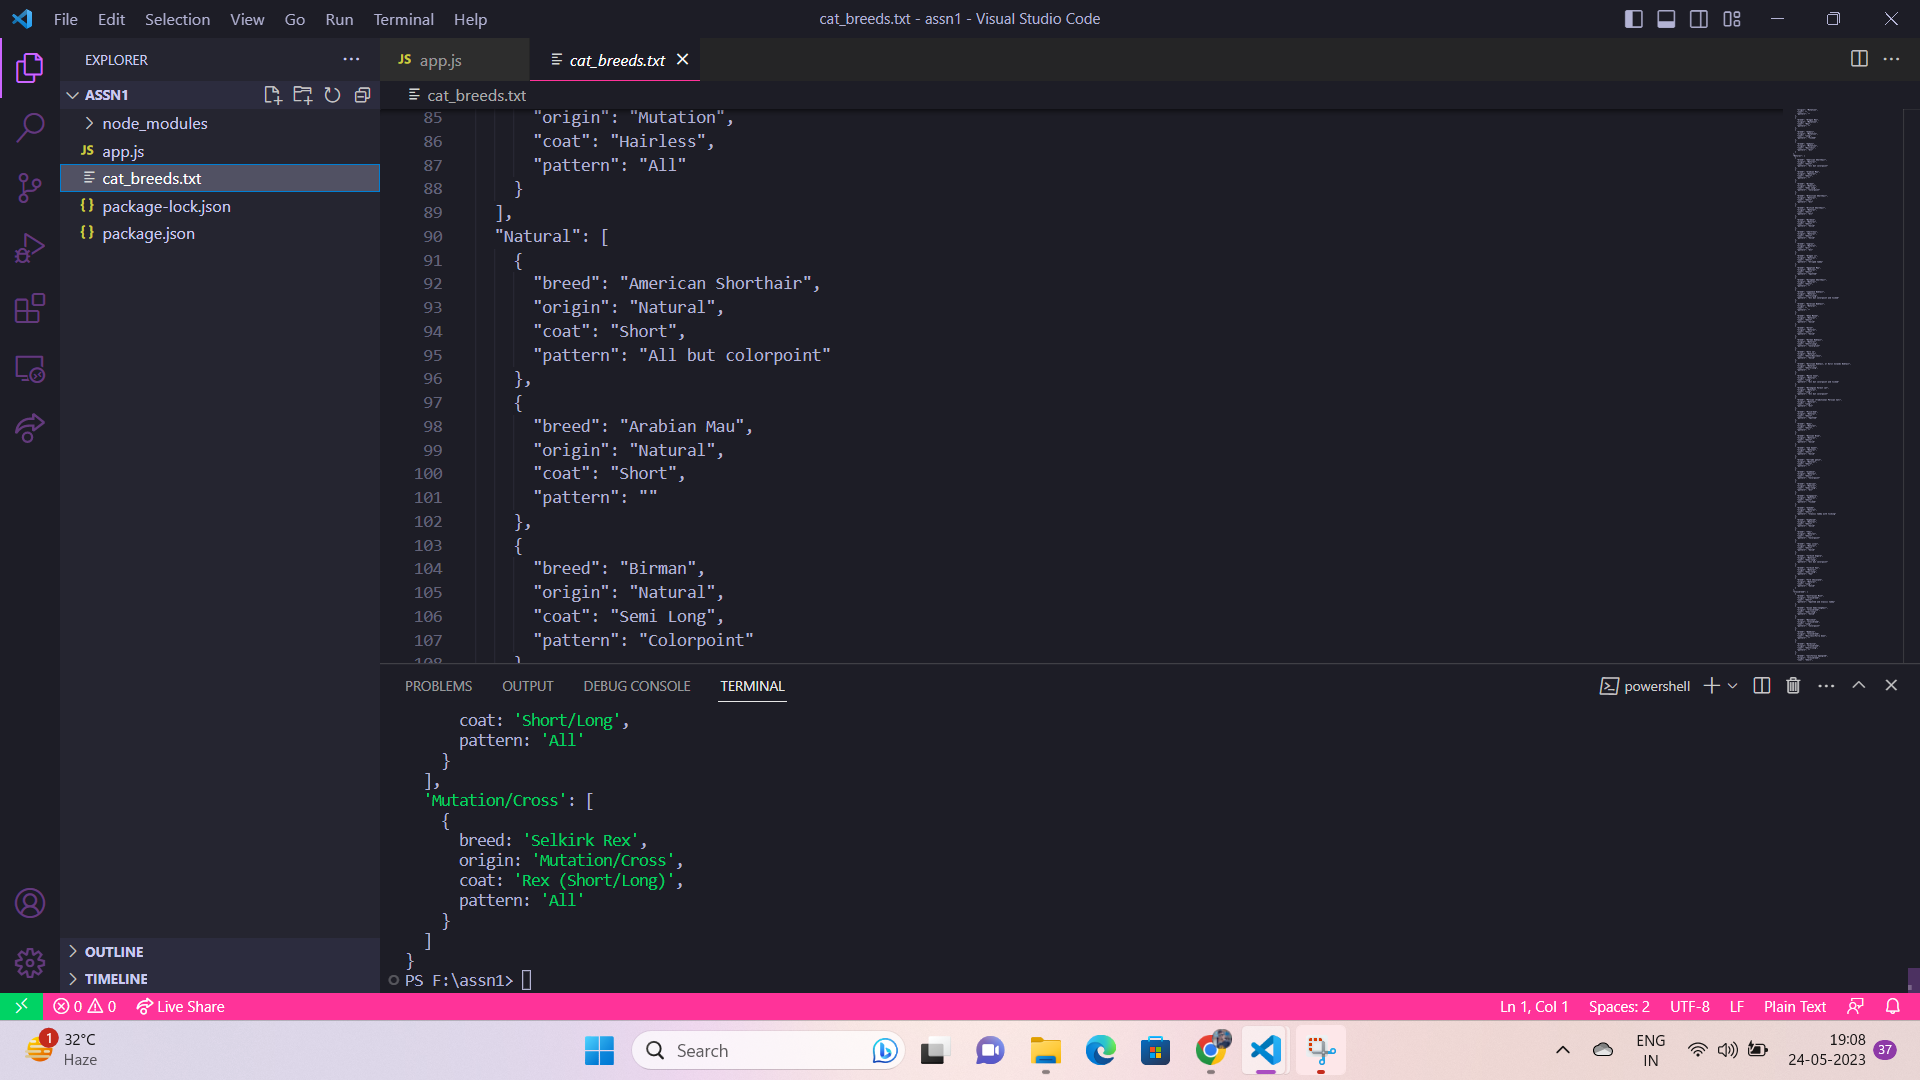 File Edit Selection View Go Run Terminal Help
cat_breeds.txt - assn1 - Visual Studio Code
EXPLORER
ASSN1
node_modules
JS app.js
cat_breeds.txt
{} package-lock.json
{} package.json
OUTLINE
TIMELINE
JS app.js
cat_breeds.txt
cat_breeds.txt
85 "origin": "Mutation",
86 "coat": "Hairless",
87 "pattern": "All"
88 }
89 ],
90 "Natural": [
91 {
92 "breed": "American Shorthair",
93 "origin": "Natural",
94 "coat": "Short",
95 "pattern": "All but colorpoint"
96 },
97 {
98 "breed": "Arabian Mau",
99 "origin": "Natural",
100 "coat": "Short",
101 "pattern": ""
102 },
103 {
104 "breed": "Birman",
105 "origin": "Natural",
106 "coat": "Semi Long",
107 "pattern": "Colorpoint"
108 }
PROBLEMS OUTPUT DEBUG CONSOLE TERMINAL
powershell
coat: 'Short/Long',
pattern: 'All'
}
],
'Mutation/Cross': [
{
breed: 'Selkirk Rex',
origin: 'Mutation/Cross',
coat: 'Rex (Short/Long)',
pattern: 'All'
}
]
}
PS F:\assn1>
0 0 Live Share
Ln 1, Col 1 Spaces: 2 UTF-8 LF Plain Text
1
32°C
Haze
Search
ENG
IN
19:08
24-05-2023
37